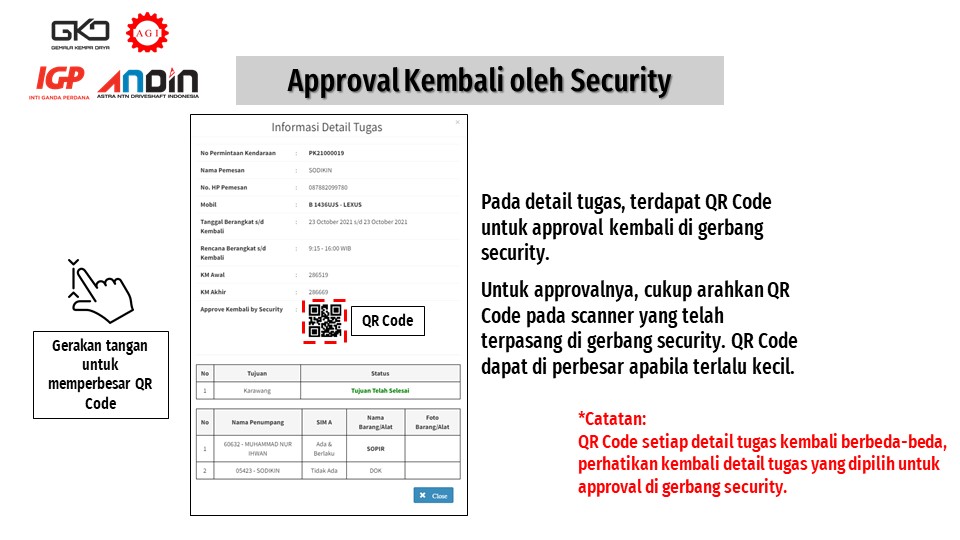 GKD
GEMALA KEMPA DAYA
AGI
IGP
INTI GANDA PERDANA
ANDIN
ASTRA NTN DRIVESHAFT INDONESIA
Approval Kembali oleh Security
Informasi Detail Tugas
×
No Permintaan Kendaraan : PK21000019
Nama Pemesan : SODIKIN
No. HP Pemesan : 087882099780
Mobil : B 1436UJS - LEXUS
Tanggal Berangkat s/d : 23 October 2021 s/d 23 October 2021
Kembali
Rencana Berangkat s/d : 9:15 - 16:00 WIB
Kembali
KM Awal : 286519
KM Akhir : 286669
Approve Kembali by Security :
QR Code
No Tujuan Status
1 Karawang Tujuan Telah Selesai
No Nama Penumpang SIM A Nama Barang/Alat Foto Barang/Alat
1 60632 - MUHAMMAD NUR IHWAN Ada & Berlaku SOPIR
2 05423 - SODIKIN Tidak Ada DOK
✖ Close
Gerakan tangan
untuk
memperbesar QR
Code
Pada detail tugas, terdapat QR Code
untuk approval kembali di gerbang
security.
Untuk approvalnya, cukup arahkan QR
Code pada scanner yang telah
terpasang di gerbang security. QR Code
dapat di perbesar apabila terlalu kecil.
*Catatan:
QR Code setiap detail tugas kembali berbeda-beda,
perhatikan kembali detail tugas yang dipilih untuk
approval di gerbang security.